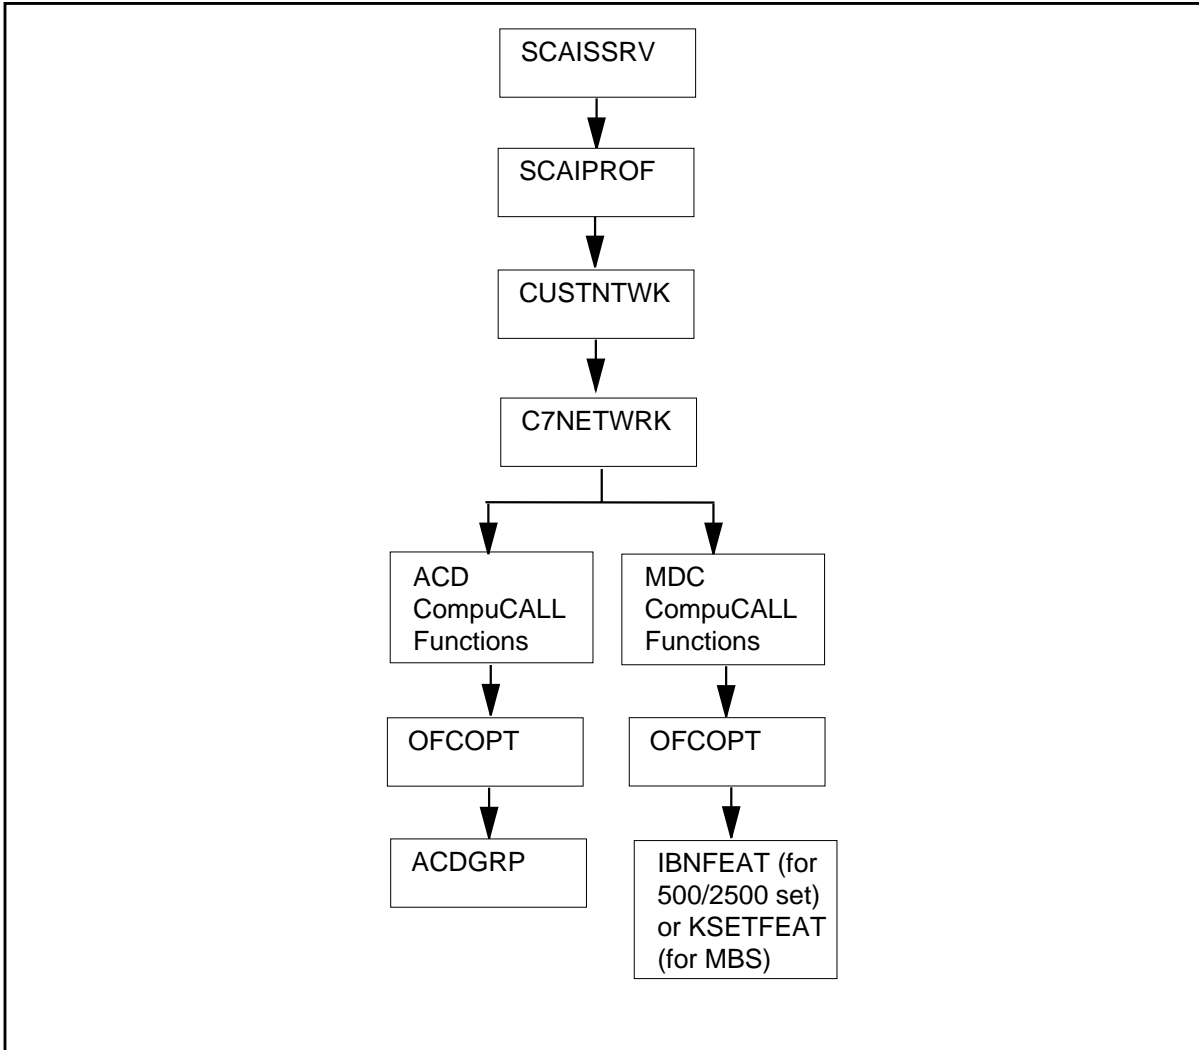 SCAISSRV
SCAIPROF
CUSTNTWK
C7NETWRK
ACD
CompuCALL
Functions
MDC
CompuCALL
Functions
OFCOPT
OFCOPT
ACDGRP
IBNFEAT (for
500/2500 set)
or KSETFEAT
(for MBS)